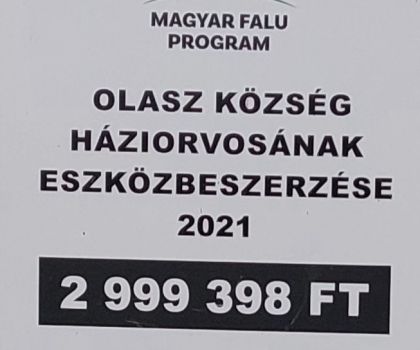 MAGYAR FALU
PROGRAM
OLASZ KÖZSÉG
HÁZIORVOSÁNAK
ESZKÖZBESZERZÉSE
2021
2 999 398 FT